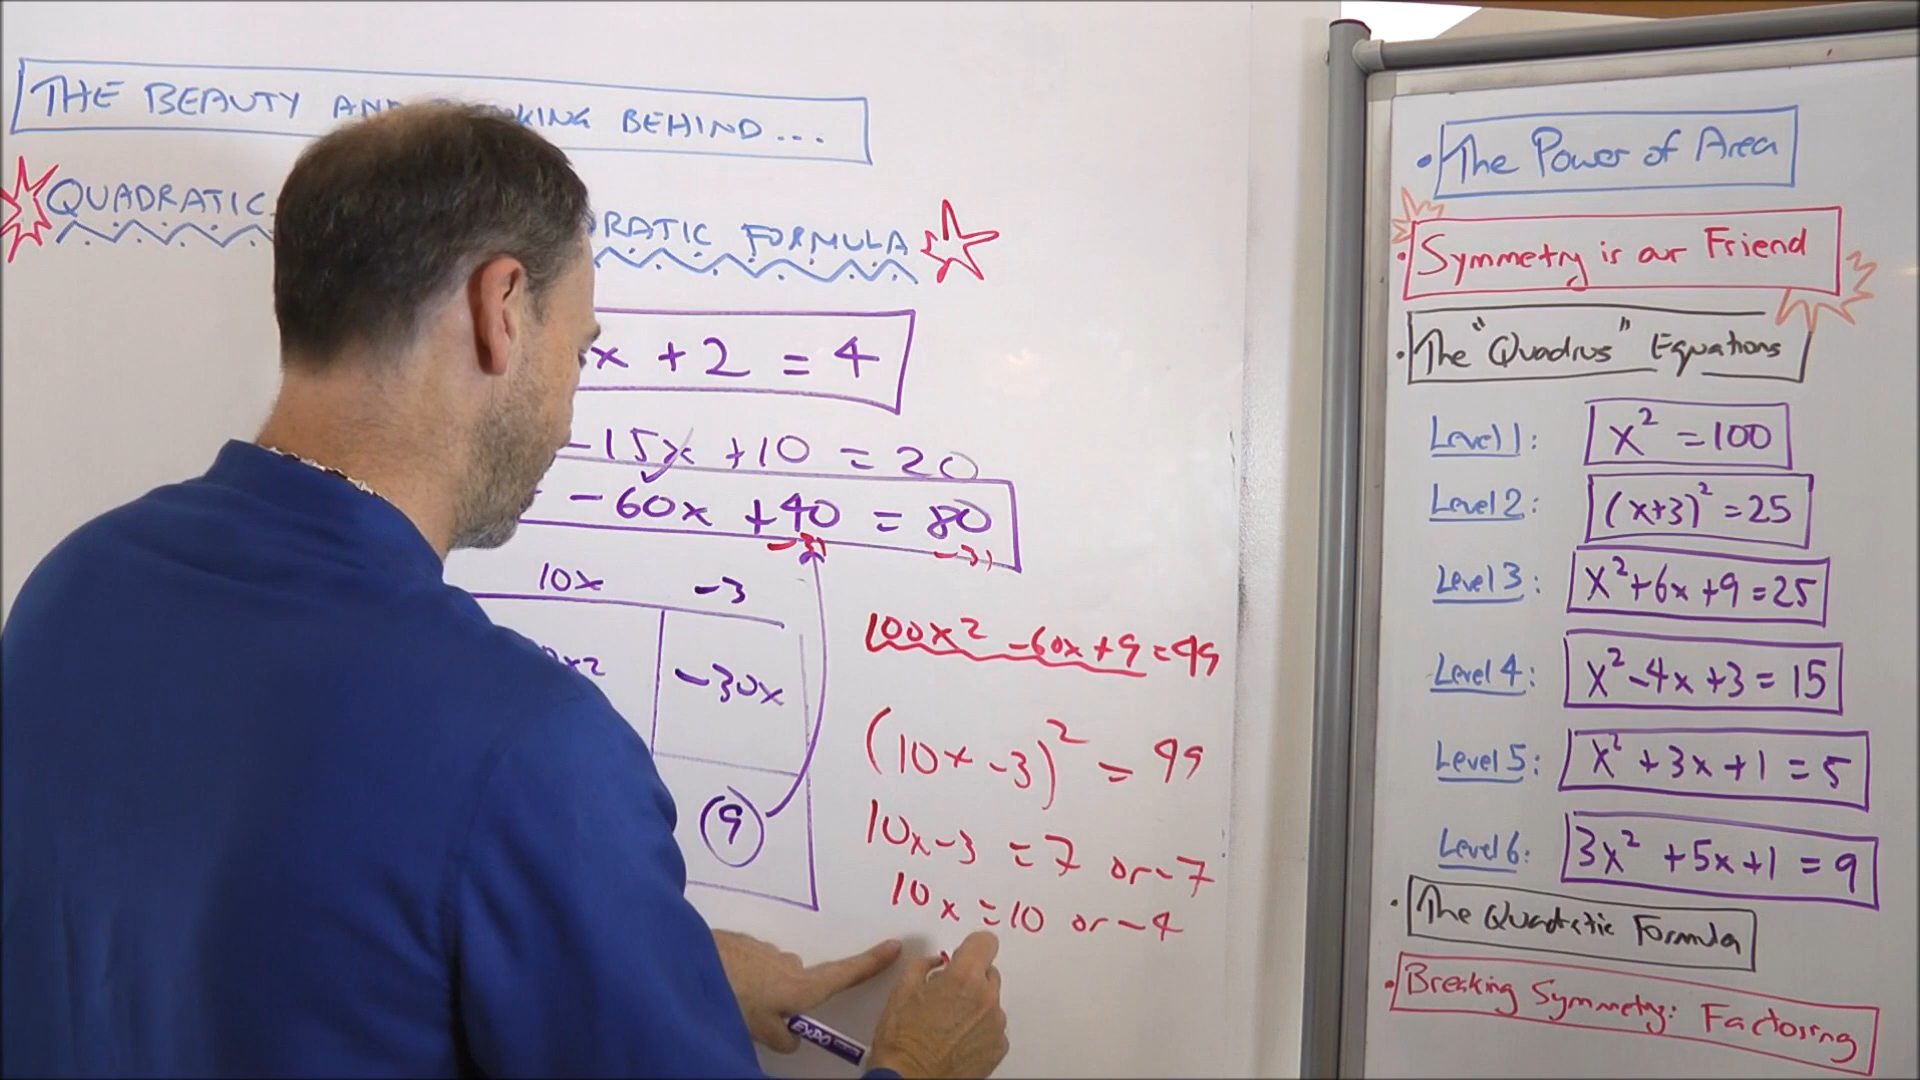 THE BEAUTY AND BEHIND...
QUADRATIC
RATIC FORMULA
x + 2 = 4
-15x +10 = 20
-60x +40 = 80
-31 -31
10x -3
x2 -30x
9
100x2 -60x+9=49
(10x-3)2 = 49
10x-3 = 7 or -7
10x = 10 or -4
EXPO
• The Power of Area
• Symmetry is our Friend
• The "Quadrus" Equations
Level 1: x2 = 100
Level 2: (x+3)2 = 25
Level 3: x2+6x+9=25
Level 4: x2-4x+3=15
Level 5: x2+3x+1=5
Level 6: 3x2+5x+1=9
• The Quadratic Formula
• Breaking Symmetry: Factoring